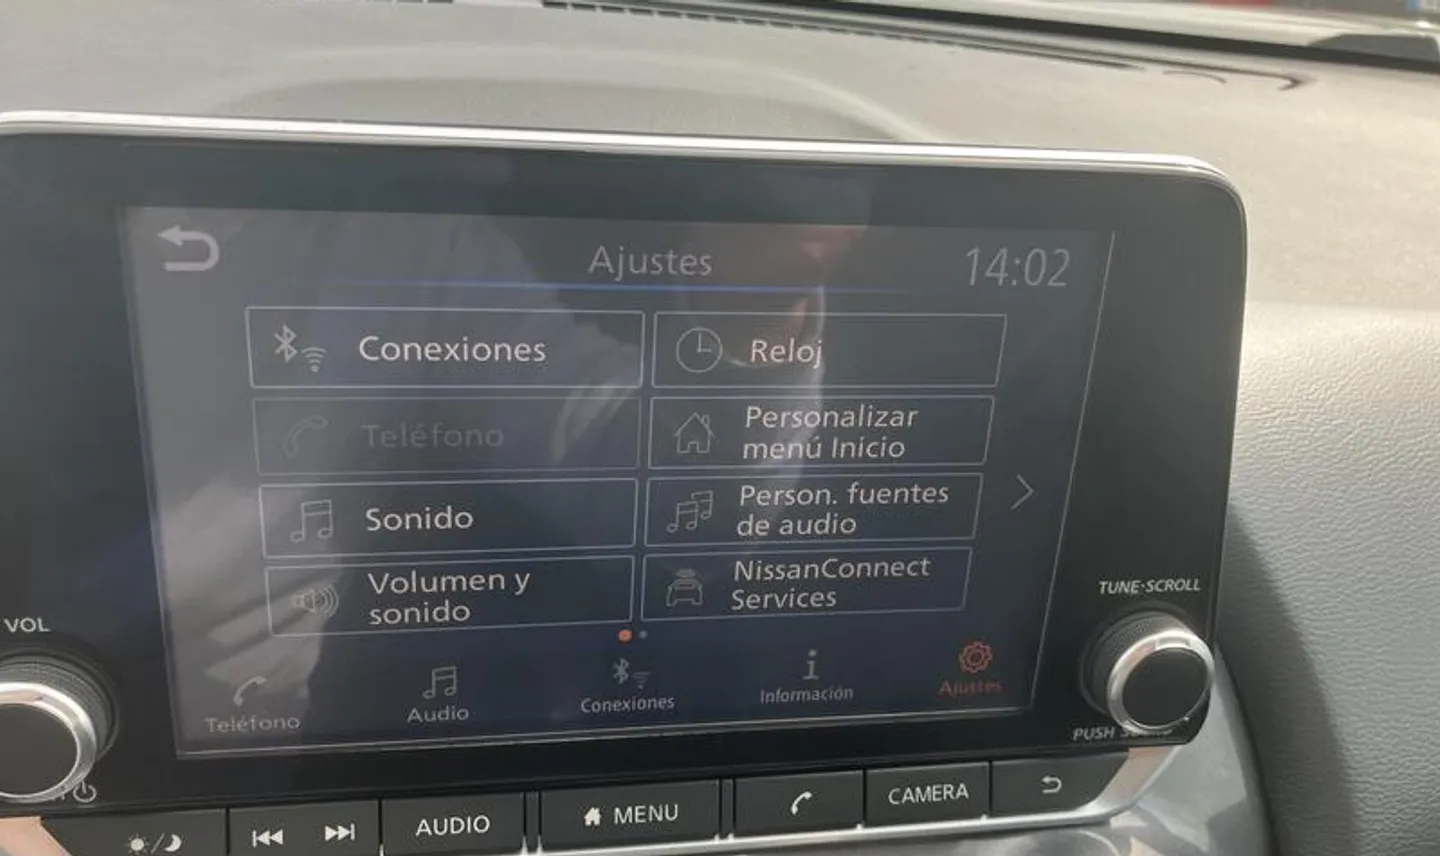 Ajustes
14:02
Conexiones
Reloj
Teléfono
Personalizar
menú Inicio
Sonido
Person. fuentes
de audio
Volumen y
sonido
NissanConnect
Services
Teléfono
Audio
Conexiones
Información
Ajustes
VOL
TUNE·SCROLL
PUSH
AUDIO
MENU
CAMERA